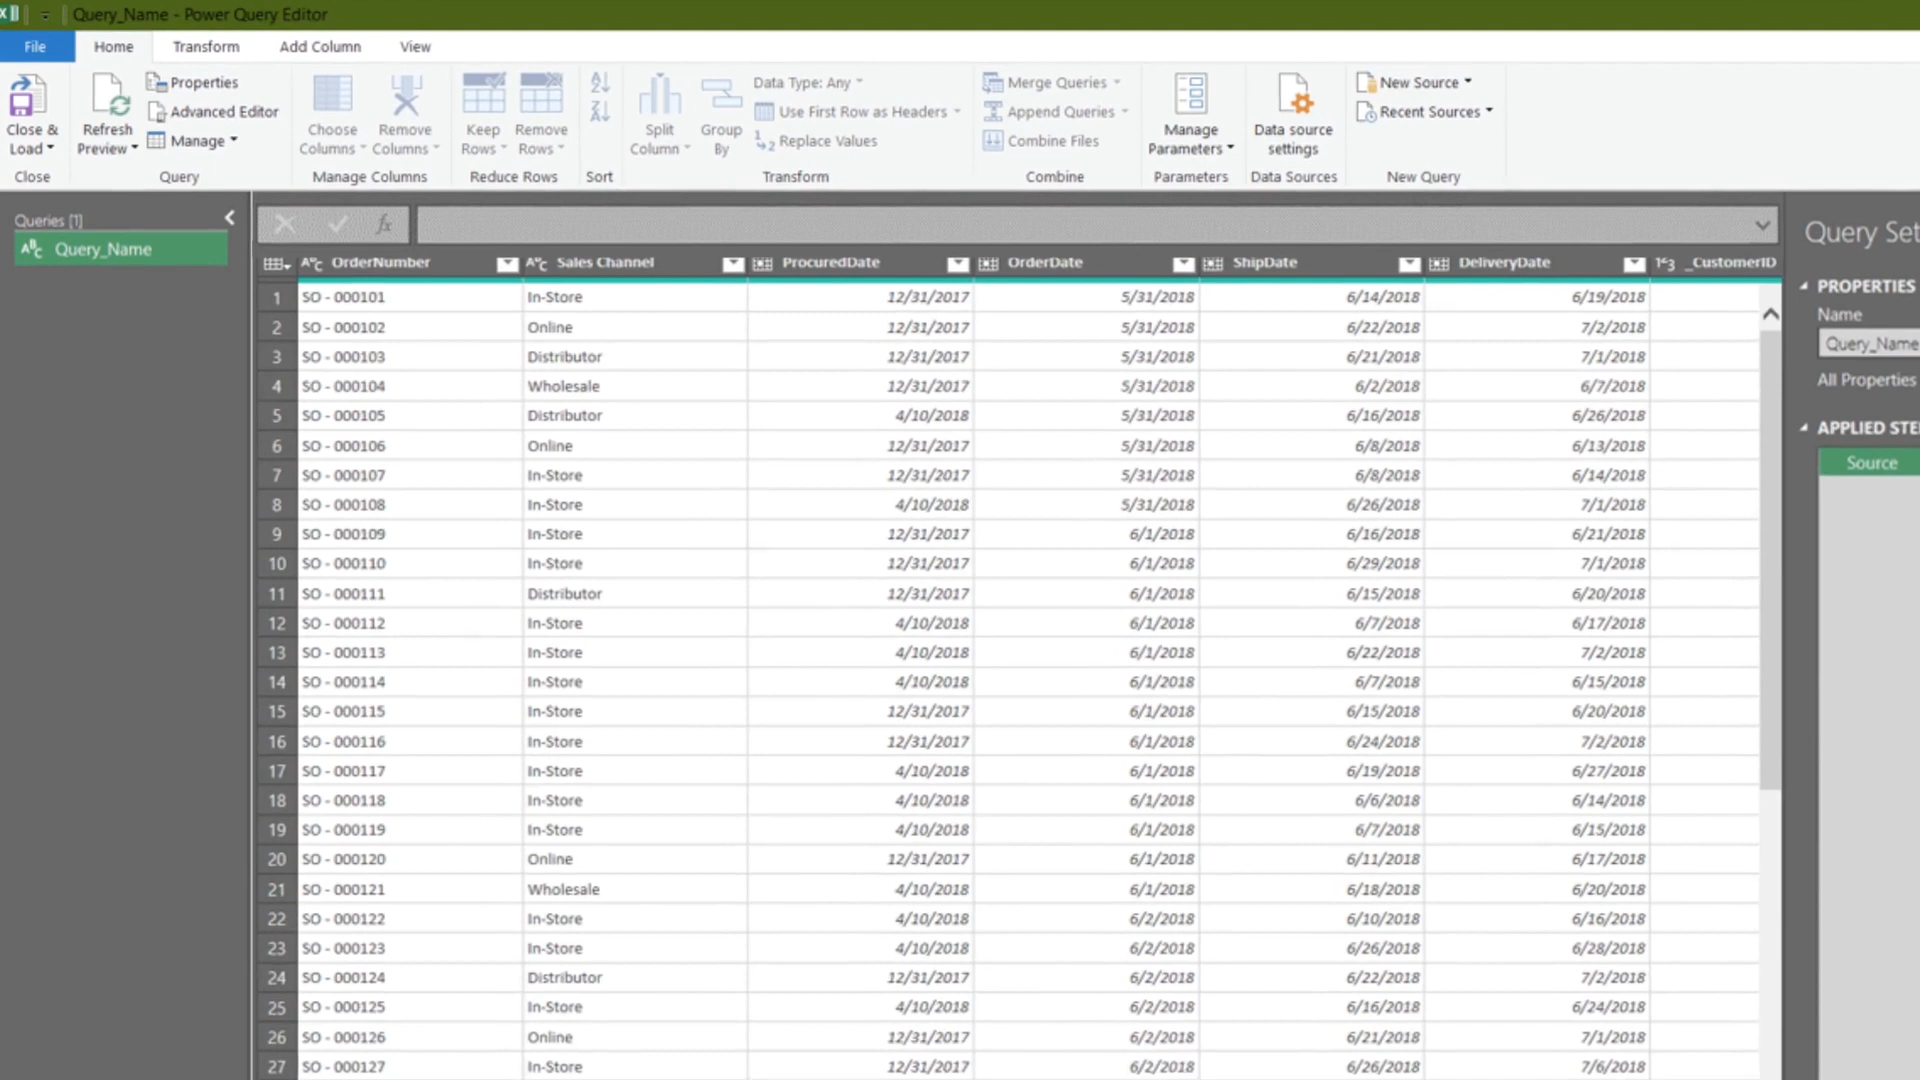 Query_Name - Power Query Editor
File Home Transform Add Column View
Close & Load
Refresh Preview
Properties
Advanced Editor
Manage
Choose Columns
Remove Columns
Keep Rows
Remove Rows
Split Column
Group By
Data Type: Any
Use First Row as Headers
Replace Values
Merge Queries
Append Queries
Combine Files
Manage Parameters
Data source settings
New Source
Recent Sources
Close Query Manage Columns Reduce Rows Sort Transform Combine Parameters Data Sources New Query
Queries [1]
Query_Name
fx
OrderNumber Sales Channel ProcuredDate OrderDate ShipDate DeliveryDate _CustomerID
1 SO - 000101 In-Store 12/31/2017 5/31/2018 6/14/2018 6/19/2018
2 SO - 000102 Online 12/31/2017 5/31/2018 6/22/2018 7/2/2018
3 SO - 000103 Distributor 12/31/2017 5/31/2018 6/21/2018 7/1/2018
4 SO - 000104 Wholesale 12/31/2017 5/31/2018 6/2/2018 6/7/2018
5 SO - 000105 Distributor 4/10/2018 5/31/2018 6/16/2018 6/26/2018
6 SO - 000106 Online 12/31/2017 5/31/2018 6/8/2018 6/13/2018
7 SO - 000107 In-Store 12/31/2017 5/31/2018 6/8/2018 6/14/2018
8 SO - 000108 In-Store 4/10/2018 5/31/2018 6/26/2018 7/1/2018
9 SO - 000109 In-Store 12/31/2017 6/1/2018 6/16/2018 6/21/2018
10 SO - 000110 In-Store 12/31/2017 6/1/2018 6/29/2018 7/1/2018
11 SO - 000111 Distributor 12/31/2017 6/1/2018 6/15/2018 6/20/2018
12 SO - 000112 In-Store 4/10/2018 6/1/2018 6/7/2018 6/17/2018
13 SO - 000113 In-Store 4/10/2018 6/1/2018 6/22/2018 7/2/2018
14 SO - 000114 In-Store 4/10/2018 6/1/2018 6/7/2018 6/15/2018
15 SO - 000115 In-Store 12/31/2017 6/1/2018 6/15/2018 6/20/2018
16 SO - 000116 In-Store 12/31/2017 6/1/2018 6/24/2018 7/2/2018
17 SO - 000117 In-Store 4/10/2018 6/1/2018 6/19/2018 6/27/2018
18 SO - 000118 In-Store 4/10/2018 6/1/2018 6/6/2018 6/14/2018
19 SO - 000119 In-Store 4/10/2018 6/1/2018 6/7/2018 6/15/2018
20 SO - 000120 Online 12/31/2017 6/1/2018 6/11/2018 6/17/2018
21 SO - 000121 Wholesale 4/10/2018 6/1/2018 6/18/2018 6/20/2018
22 SO - 000122 In-Store 4/10/2018 6/2/2018 6/10/2018 6/16/2018
23 SO - 000123 In-Store 4/10/2018 6/2/2018 6/26/2018 6/28/2018
24 SO - 000124 Distributor 12/31/2017 6/2/2018 6/22/2018 7/2/2018
25 SO - 000125 In-Store 4/10/2018 6/2/2018 6/16/2018 6/24/2018
26 SO - 000126 Online 12/31/2017 6/2/2018 6/21/2018 7/1/2018
27 SO - 000127 In-Store 12/31/2017 6/2/2018 6/26/2018 7/6/2018
Query Set
PROPERTIES
Name
Query_Name
All Properties
APPLIED STE
Source